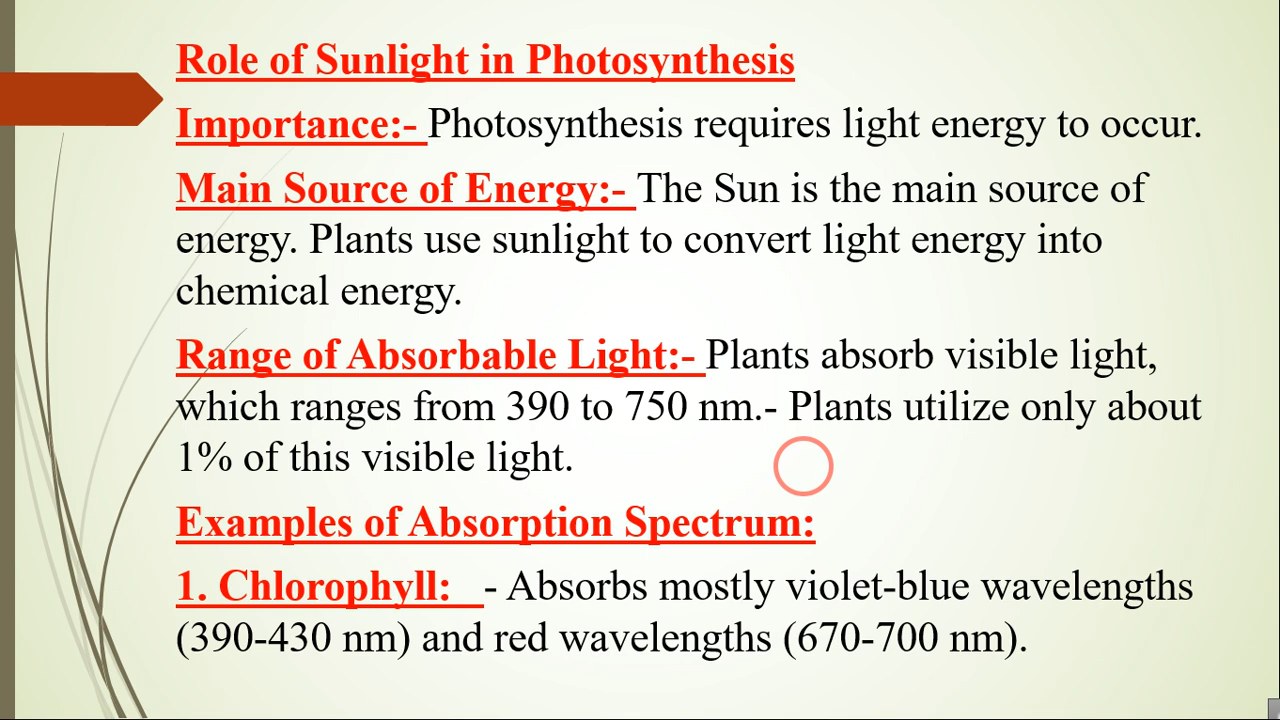 Role of Sunlight in Photosynthesis
Importance:- Photosynthesis requires light energy to occur.
Main Source of Energy:- The Sun is the main source of
energy. Plants use sunlight to convert light energy into
chemical energy.
Range of Absorbable Light:- Plants absorb visible light,
which ranges from 390 to 750 nm.- Plants utilize only about
1% of this visible light.
Examples of Absorption Spectrum:
1. Chlorophyll: - Absorbs mostly violet-blue wavelengths
(390-430 nm) and red wavelengths (670-700 nm).